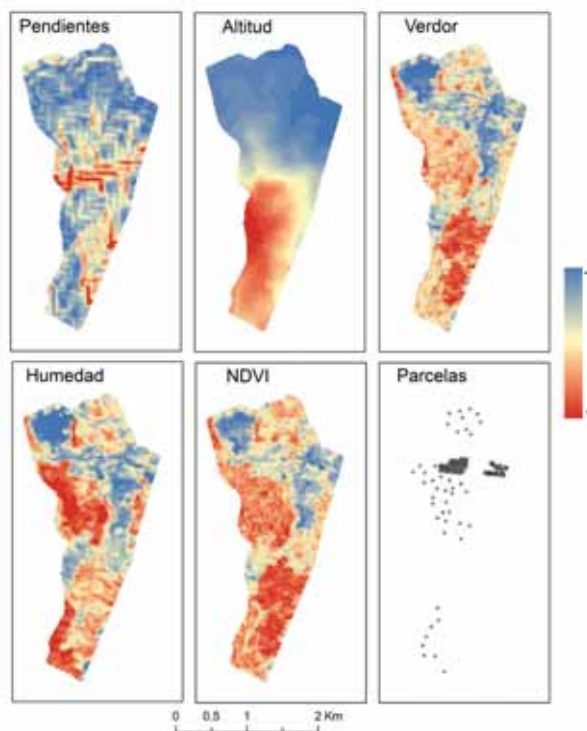 Pendientes
Altitud
Verdor
Humedad
NDVI
Parcelas
0 0.5 1 2 Km